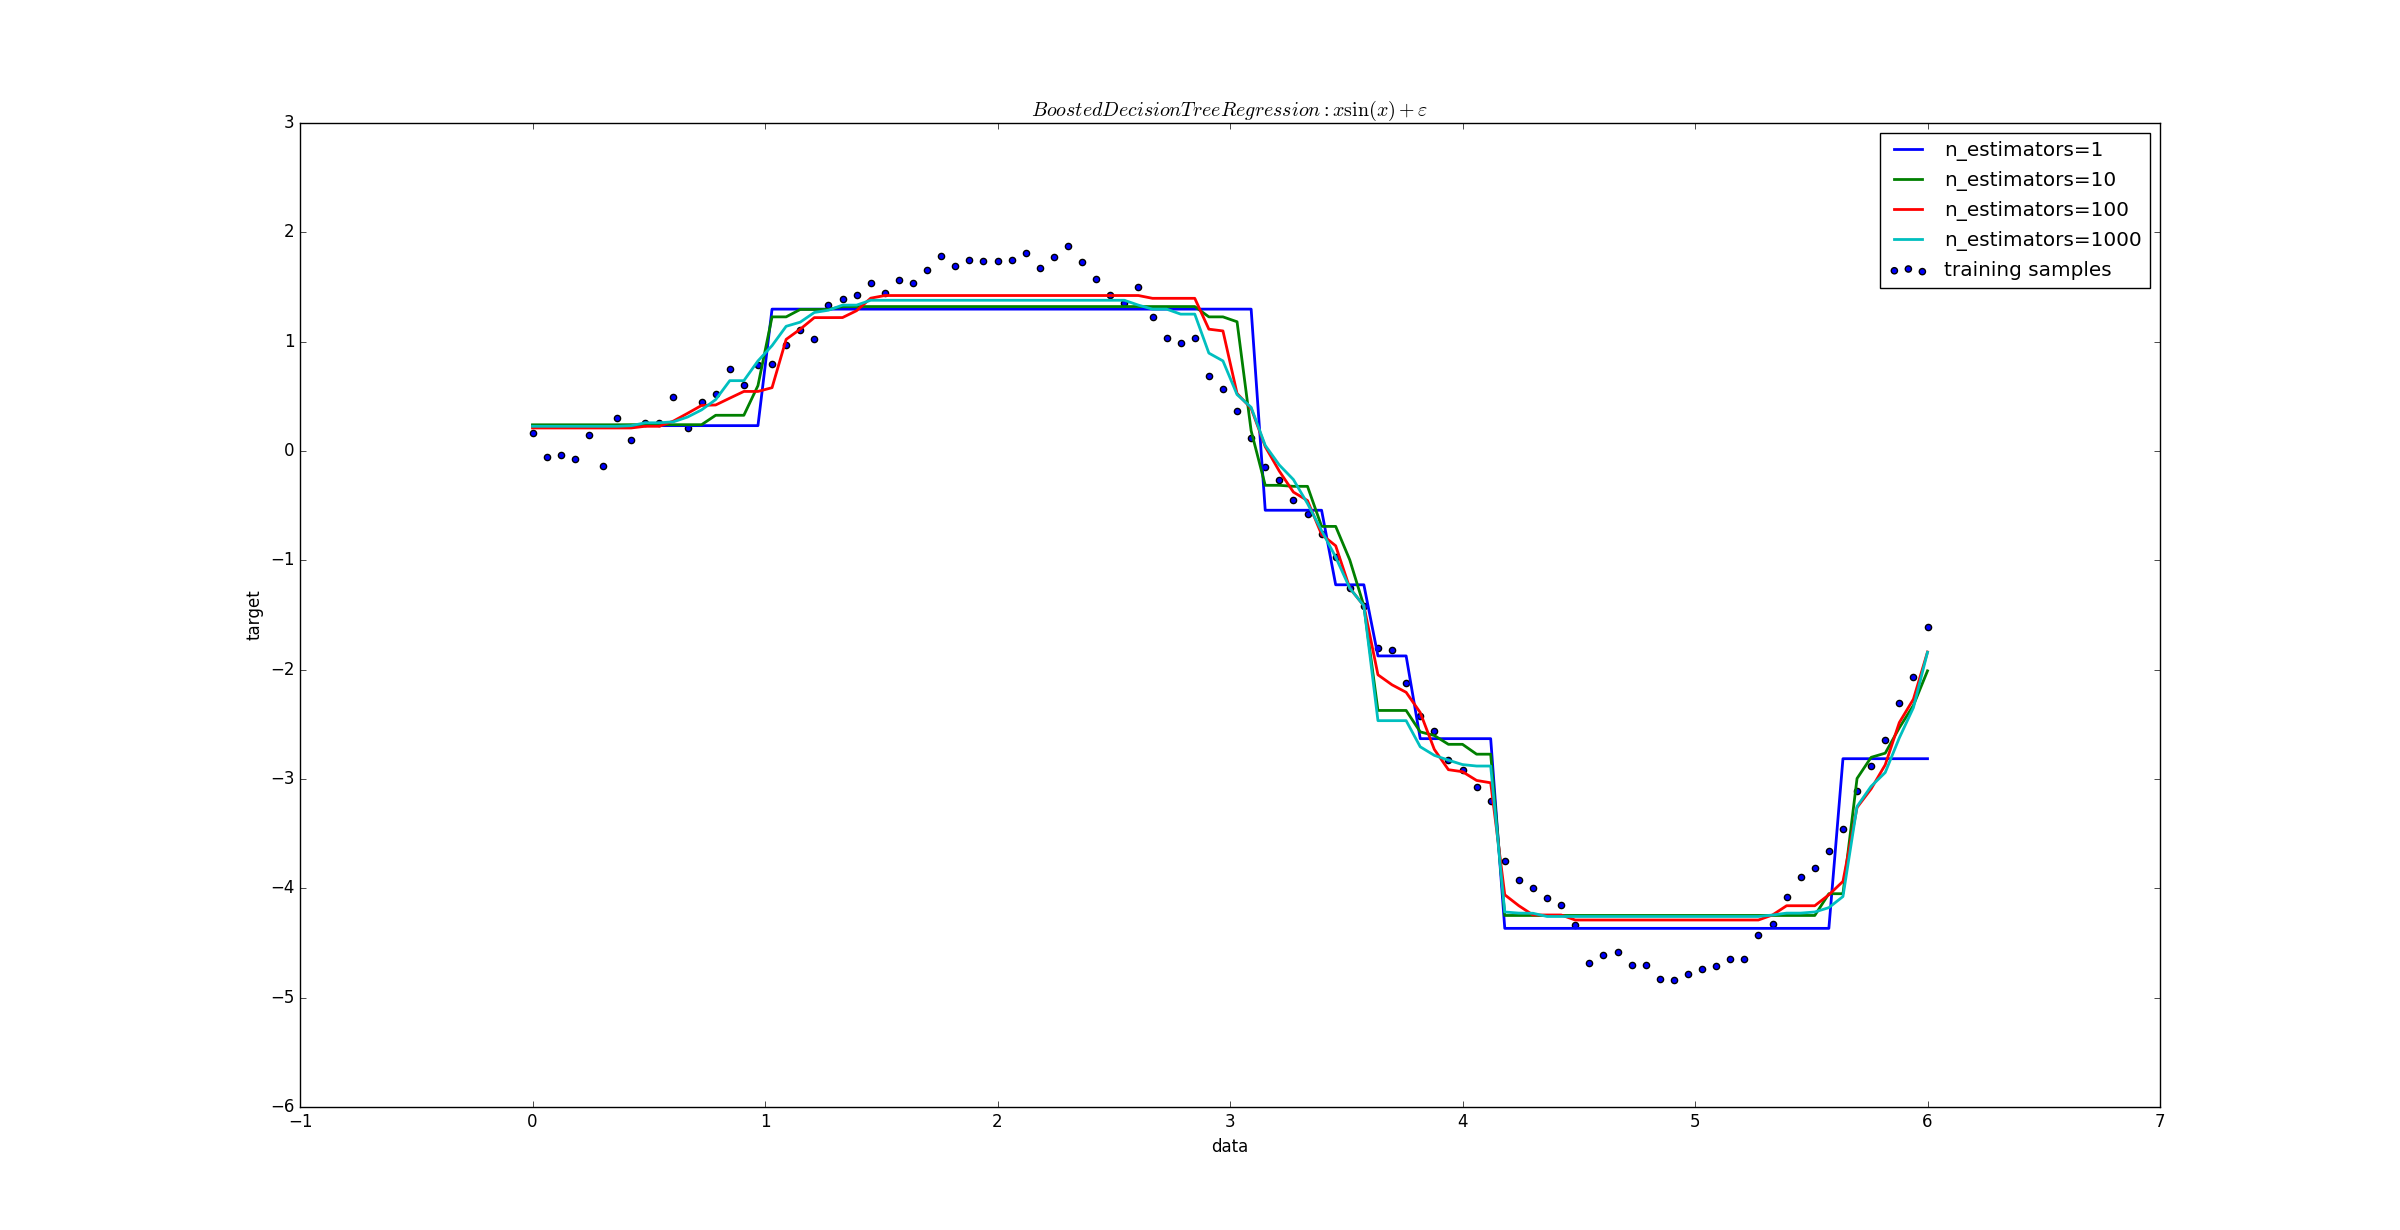 BoostedDecisionTreeRegression : x sin(x) + ε
3
2
1
0
−1
−2
−3
−4
−5
−6
target
n_estimators=1
n_estimators=10
n_estimators=100
n_estimators=1000
training samples
−1 0 1 2 3 4 5 6 7
data